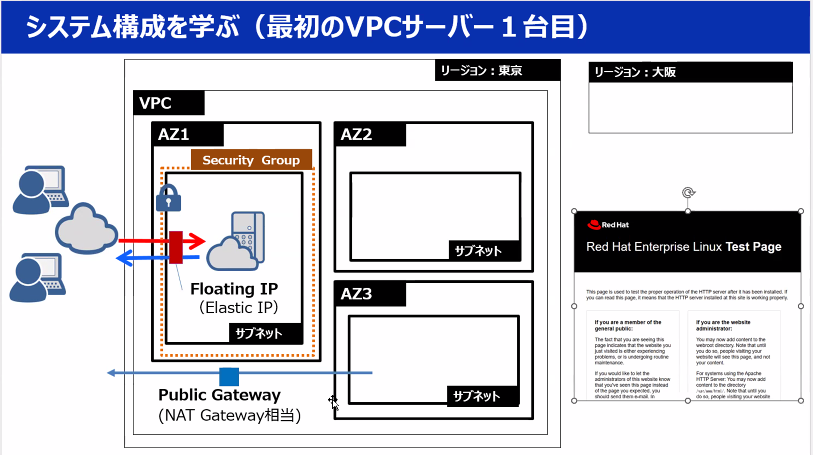 システム構成を学ぶ（最初のVPCサーバー１台目）
リージョン：東京
リージョン：大阪
VPC
AZ1
AZ2
Security Group
サブネット
Floating IP
（Elastic IP）
サブネット
AZ3
サブネット
Public Gateway
(NAT Gateway相当)
Red Hat
Red Hat Enterprise Linux Test Page
This page is used to test the proper operation of the HTTP server after it has been installed. If
you can read this page, it means that the HTTP server installed at this site is working properly.
If you are a member of the
general public:
The fact that you are seeing
this page indicates that the website you
just visited is either experiencing
problems, or is undergoing routine
maintenance.
If you would like to let the
administrators of this website know
that you've seen this page instead
of the page you expected, you
should send them e-mail. In
If you are the website
administrator:
You may now add content to the
webroot directory. Note that until
you do so, people visiting your
website will see this page, and not
your content.
For systems using the Apache
HTTP Server: You may now add
content to the directory
/var/www/html/. Note that until you
do so, people visiting your website